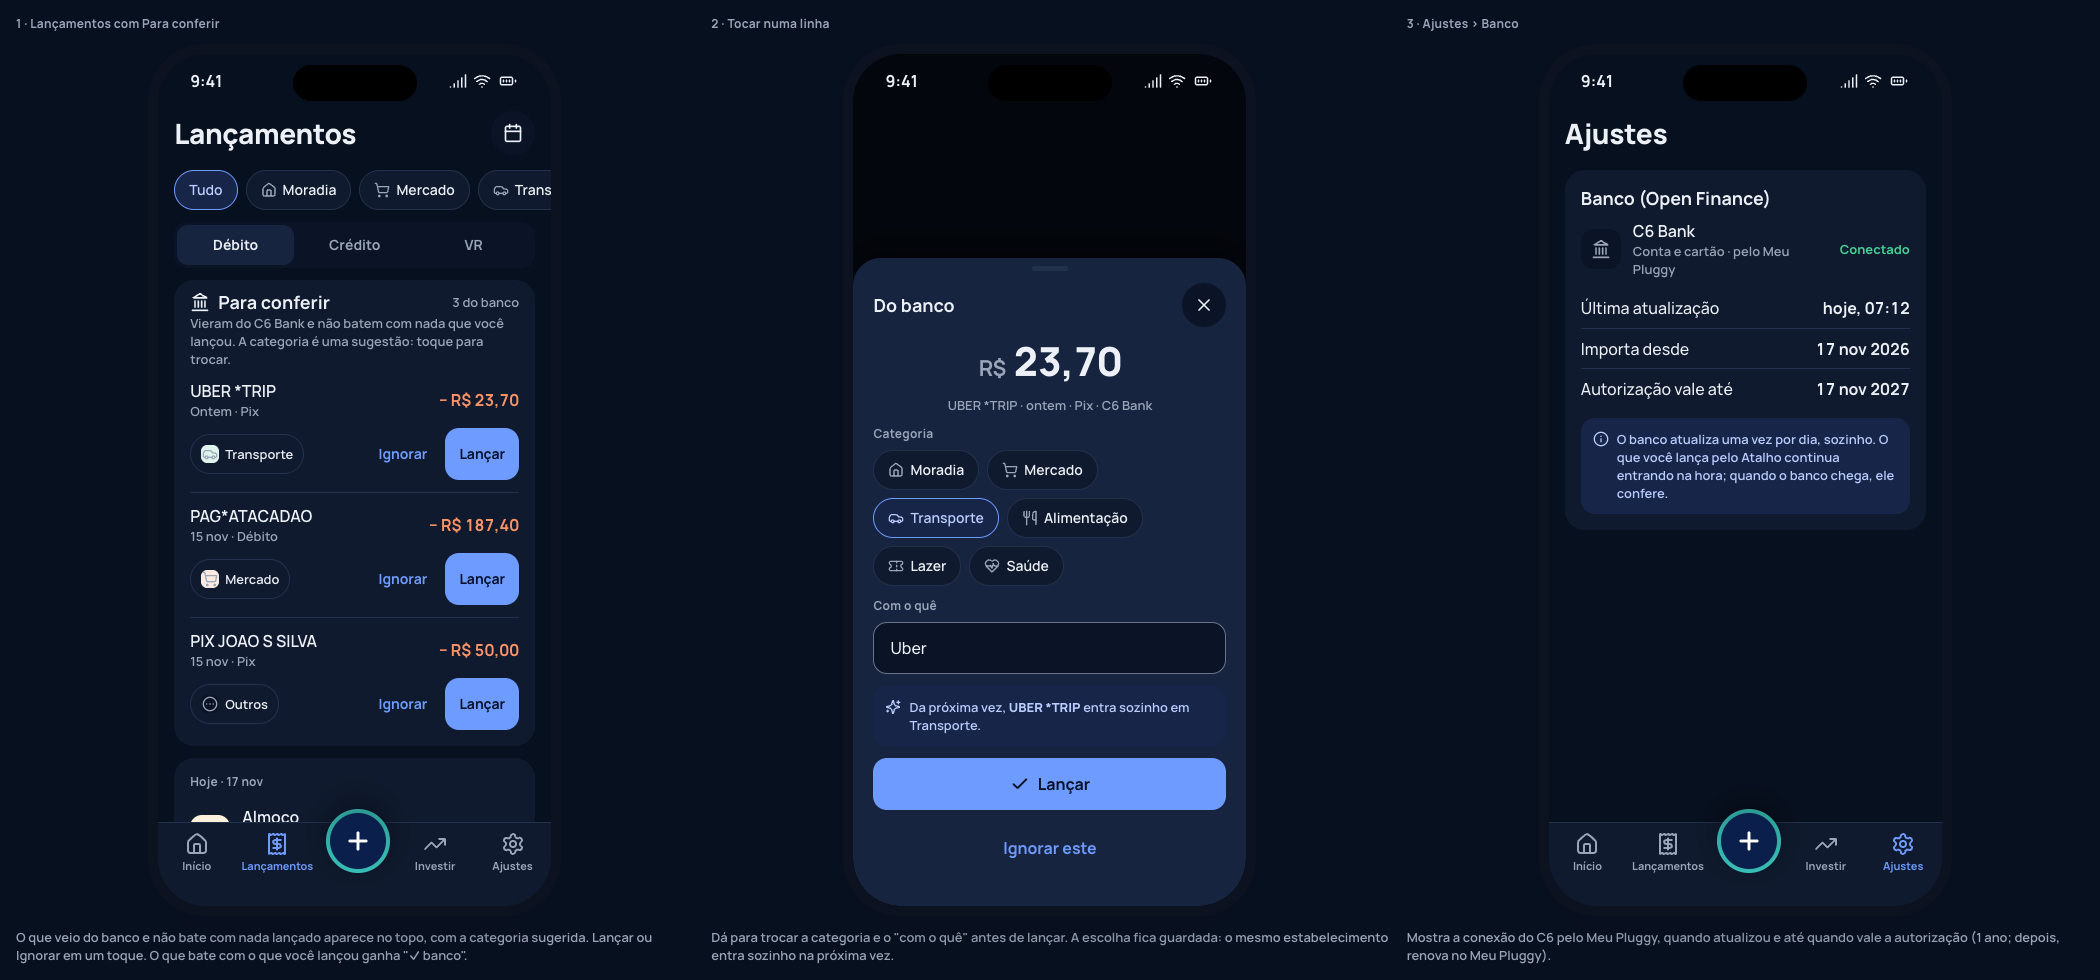 1 · Lançamentos com Para conferir
9:41
Lançamentos
Tudo
Moradia
Mercado
Trans
Débito
Crédito
VR
Para conferir
3 do banco
Vieram do C6 Bank e não batem com nada que você
lançou. A categoria é uma sugestão: toque para
trocar.
UBER *TRIP
− R$ 23,70
Ontem · Pix
Transporte
Ignorar
Lançar
PAG*ATACADAO
− R$ 187,40
15 nov · Débito
Mercado
Ignorar
Lançar
PIX JOAO S SILVA
− R$ 50,00
15 nov · Pix
Outros
Ignorar
Lançar
Hoje · 17 nov
Almoço
Início
Lançamentos
Investir
Ajustes
O que veio do banco e não bate com nada lançado aparece no topo, com a categoria sugerida. Lançar ou
Ignorar em um toque. O que bate com o que você lançou ganha "✓ banco".
2 · Tocar numa linha
9:41
Do banco
R$ 23,70
UBER *TRIP · ontem · Pix · C6 Bank
Categoria
Moradia
Mercado
Transporte
Alimentação
Lazer
Saúde
Com o quê
Uber
Da próxima vez, UBER *TRIP entra sozinho em
Transporte.
Lançar
Ignorar este
Dá para trocar a categoria e o "com o quê" antes de lançar. A escolha fica guardada: o mesmo estabelecimento
entra sozinho na próxima vez.
3 · Ajustes > Banco
9:41
Ajustes
Banco (Open Finance)
C6 Bank
Conta e cartão · pelo Meu
Pluggy
Conectado
Última atualização
hoje, 07:12
Importa desde
17 nov 2026
Autorização vale até
17 nov 2027
O banco atualiza uma vez por dia, sozinho. O
que você lança pelo Atalho continua
entrando na hora; quando o banco chega, ele
confere.
Início
Lançamentos
Investir
Ajustes
Mostra a conexão do C6 pelo Meu Pluggy, quando atualizou e até quando vale a autorização (1 ano; depois,
renova no Meu Pluggy).